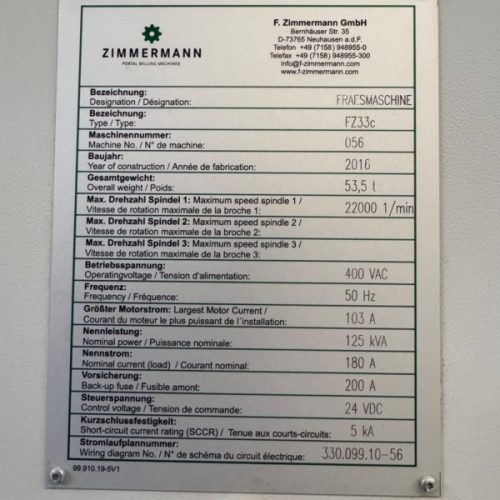 ZIMMERMANN
PORTAL MILLING MACHINES
F. Zimmermann GmbH
Bernhäuser Str. 35
D-73765 Neuhausen a.d.F.
Telefon +49 (7158) 948955-0
Telefax +49 (7158) 948955-300
info@f-zimmermann.com
www.f-zimmermann.com
Bezeichnung:
Designation / Désignation: FRAESMASCHINE
Bezeichnung:
Type / Type: FZ33c
Maschinennummer:
Machine No. / N° de machine: 056
Baujahr:
Year of construction / Année de fabrication: 2016
Gesamtgewicht:
Overall weight / Poids: 53,5 t
Max. Drehzahl Spindel 1: Maximum speed spindle 1 /
Vitesse de rotation maximale de la broche 1: 22000 1/min
Max. Drehzahl Spindel 2: Maximum speed spindle 2 /
Vitesse de rotation maximale de la broche 2:
Max. Drehzahl Spindel 3: Maximum speed spindle 3 /
Vitesse de rotation maximale de la broche 3:
Betriebsspannung:
Operatingvoltage / Tension d'alimentation: 400 VAC
Frequenz:
Frequency / Fréquence: 50 Hz
Größter Motorstrom: Largest Motor Current /
Courant du moteur le plus puissant de l'installation: 103 A
Nennleistung:
Nominal power / Puissance nominale: 125 kVA
Nennstrom:
Nominal current (load) / Courant nominal: 180 A
Vorsicherung:
Back-up fuse / Fusible amont: 200 A
Steuerspannung:
Control voltage / Tension de commande: 24 VDC
Kurzschlussfestigkeit:
Short-circuit current rating (SCCR) / Tenue aux courts-circuits: 5 kA
Stromlaufplannummer:
Wiring diagram No. / N° de schéma du circuit électrique: 330.099.10-56
99.910.19-5V1